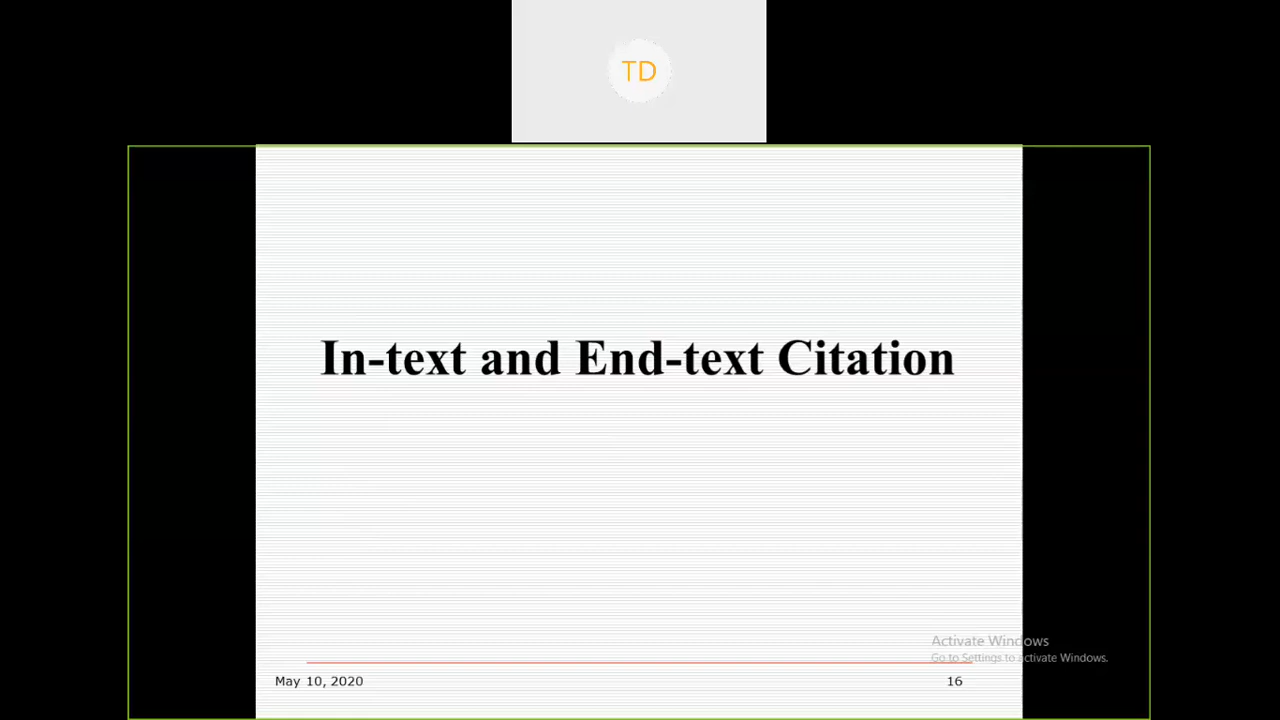 TD
In-text and End-text Citation
Activate Windows
Go to Settings to activate Windows.
May 10, 2020
16